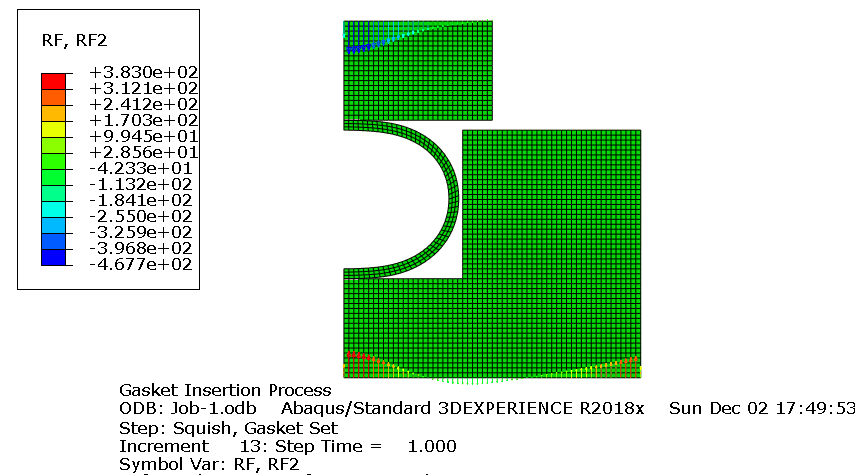 RF, RF2
+3.830e+02
+3.121e+02
+2.412e+02
+1.703e+02
+9.945e+01
+2.856e+01
-4.233e+01
-1.132e+02
-1.841e+02
-2.550e+02
-3.259e+02
-3.968e+02
-4.677e+02
Gasket Insertion Process
ODB: Job-1.odb Abaqus/Standard 3DEXPERIENCE R2018x Sun Dec 02 17:49:53
Step: Squish, Gasket Set
Increment 13: Step Time = 1.000
Symbol Var: RF, RF2